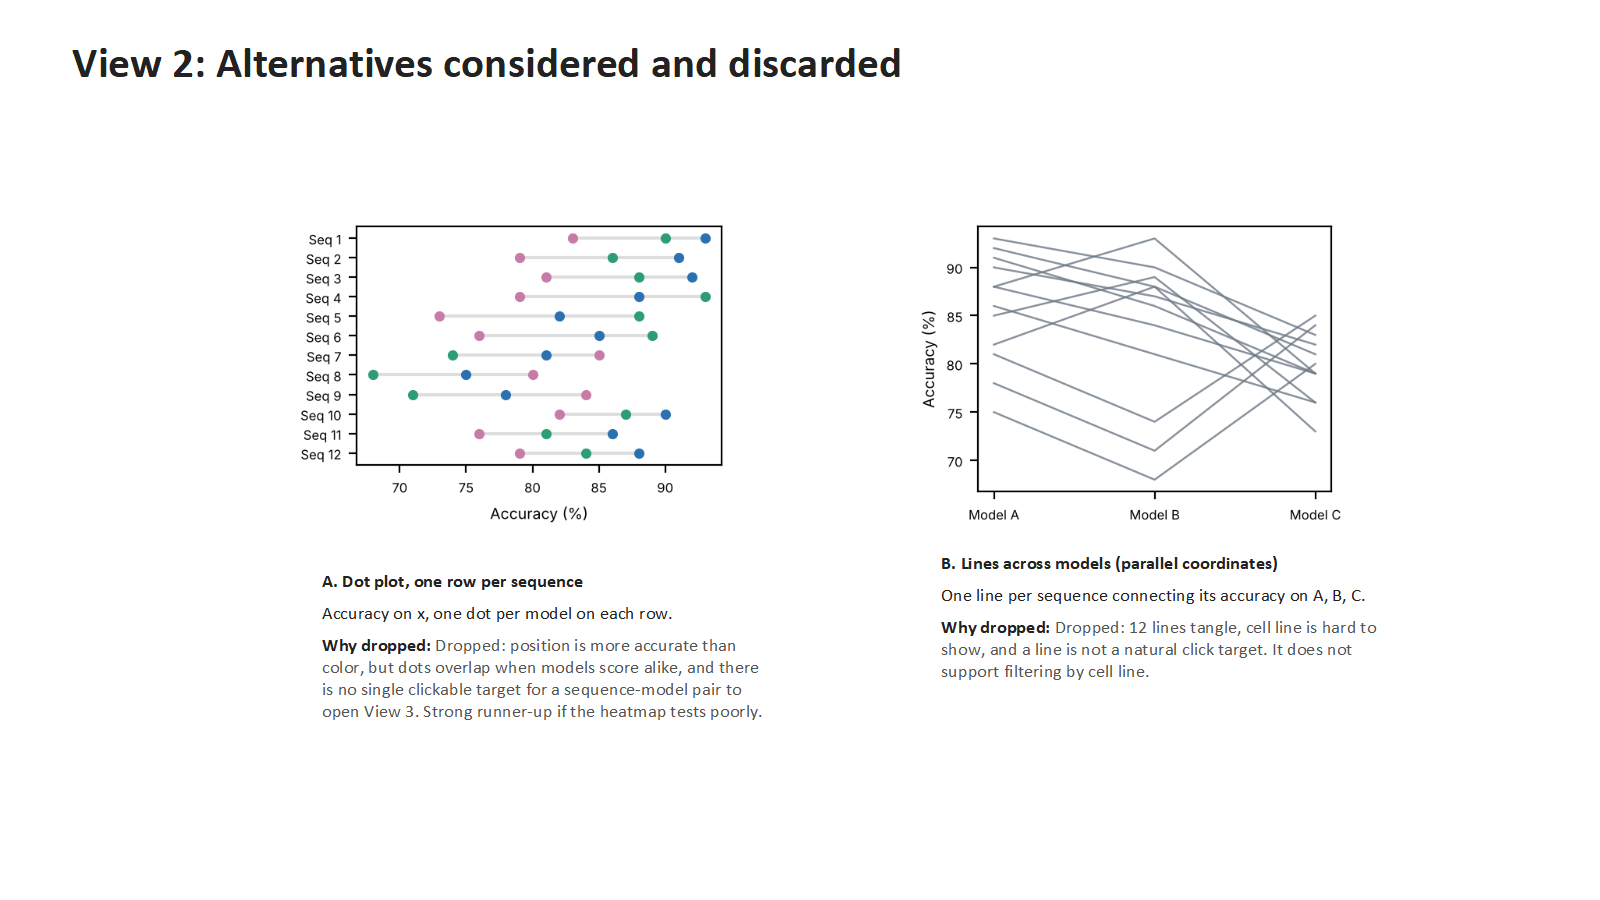 View 2: Alternatives considered and discarded
Seq 1
Seq 2
Seq 3
Seq 4
Seq 5
Seq 6
Seq 7
Seq 8
Seq 9
Seq 10
Seq 11
Seq 12
70 75 80 85 90
Accuracy (%)
A. Dot plot, one row per sequence
Accuracy on x, one dot per model on each row.
Why dropped: Dropped: position is more accurate than
color, but dots overlap when models score alike, and there
is no single clickable target for a sequence-model pair to
open View 3. Strong runner-up if the heatmap tests poorly.
Accuracy (%)
90
85
80
75
70
Model A Model B Model C
B. Lines across models (parallel coordinates)
One line per sequence connecting its accuracy on A, B, C.
Why dropped: Dropped: 12 lines tangle, cell line is hard to
show, and a line is not a natural click target. It does not
support filtering by cell line.